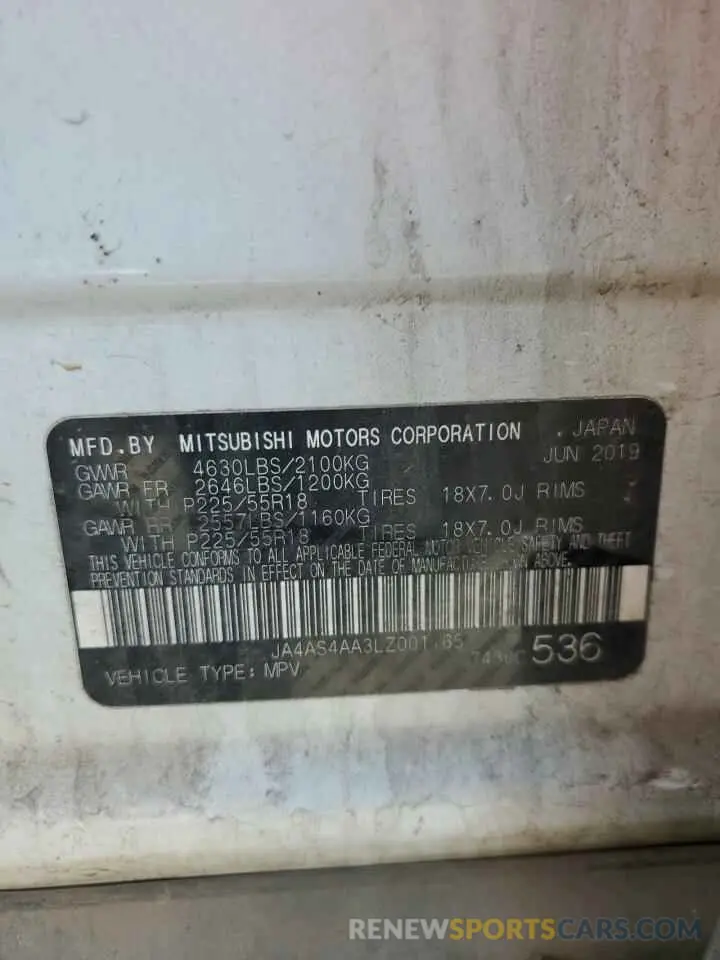 MFD.BY MITSUBISHI MOTORS CORPORATION . JAPAN
GVWR 4630LBS/2100KG JUN 2019
GAWR FR 2646LBS/1200KG
WITH P225/55R18 TIRES 18X7.0J RIMS
GAWR RR 2557LBS/1160KG
WITH P225/55R18 TIRES 18X7.0J RIMS
THIS VEHICLE CONFORMS TO ALL APPLICABLE FEDERAL MOTOR VEHICLE SAFETY AND THEFT
PREVENTION STANDARDS IN EFFECT ON THE DATE OF MANUFACTURE SHOWN ABOVE.
536
VEHICLE TYPE: MPV
RENEWSPORTSCARS.COM